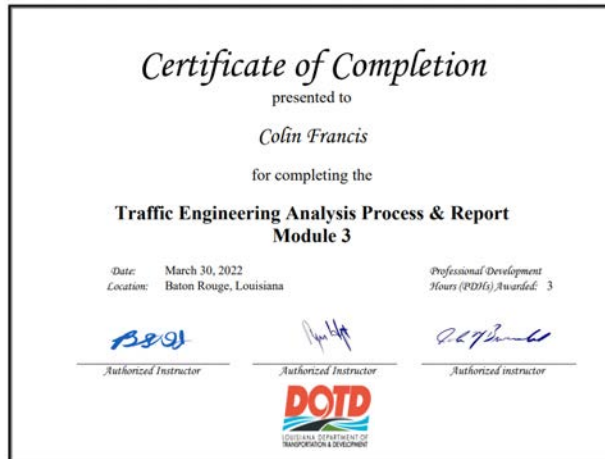 Certificate of Completion
presented to
Colin Francis
for completing the
Traffic Engineering Analysis Process & Report
Module 3
Date: March 30, 2022
Location: Baton Rouge, Louisiana
Professional Development
Hours (PDHs) Awarded: 3
Authorized Instructor
Authorized Instructor
Authorized instructor
DOTD
LOUISIANA DEPARTMENT OF
TRANSPORTATION & DEVELOPMENT